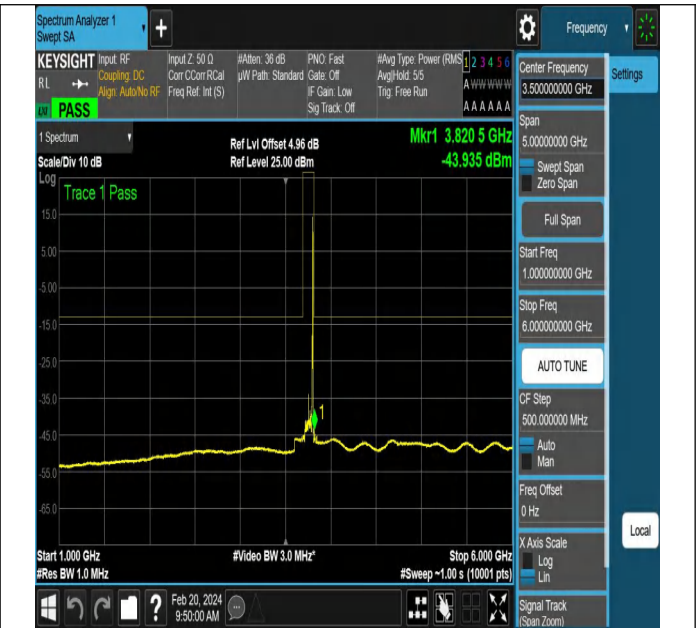 Spectrum Analyzer 1
Swept SA
Frequency
KEYSIGHT
RL
LXI
PASS
Input: RF
Coupling: DC
Align: Auto/No RF
Input Z: 50 Ω
Corr CCorr RCal
Freq Ref: Int (S)
#Atten: 36 dB
µW Path: Standard
PNO: Fast
Gate: Off
IF Gain: Low
Sig Track: Off
#Avg Type: Power (RMS
Avg|Hold: 5/5
Trig: Free Run
1 2 3 4 5 6
A W W W W W
A A A A A A
1 Spectrum
Scale/Div 10 dB
Ref Lvl Offset 4.96 dB
Ref Level 25.00 dBm
Mkr1 3.820 5 GHz
-43.935 dBm
Log
Trace 1 Pass
15.0
5.00
-5.00
-15.0
-25.0
-35.0
-45.0
-55.0
-65.0
1
Start 1.000 GHz
#Video BW 3.0 MHz*
Stop 6.000 GHz
#Res BW 1.0 MHz
#Sweep ~1.00 s (10001 pts)
Feb 20, 2024
9:50:00 AM
Center Frequency
3.500000000 GHz
Settings
Span
5.00000000 GHz
Swept Span
Zero Span
Full Span
Start Freq
1.000000000 GHz
Stop Freq
6.000000000 GHz
AUTO TUNE
CF Step
500.000000 MHz
Auto
Man
Freq Offset
0 Hz
X Axis Scale
Log
Lin
Signal Track
(Span Zoom)
Local